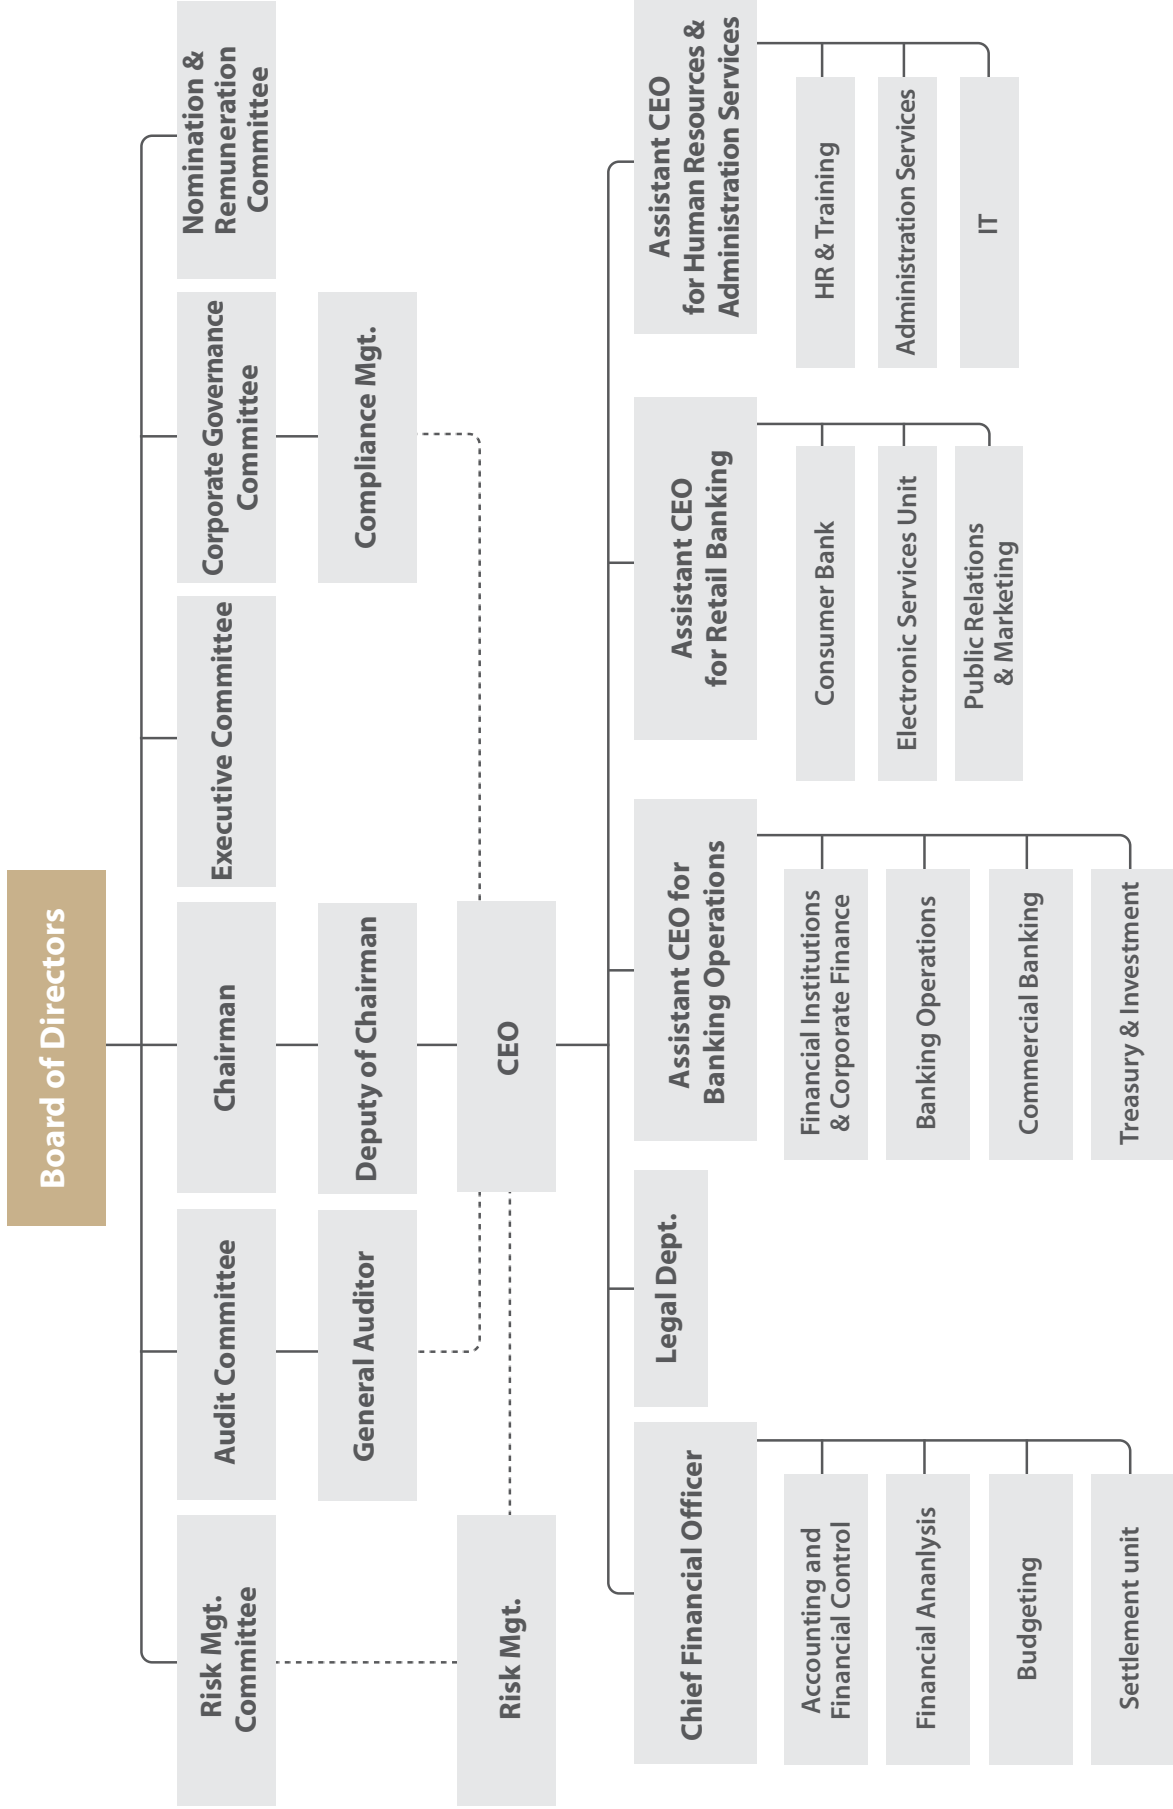 Board of Directors
Risk Mgt.
Committee
Audit Committee
Chairman
Executive Committee
Corporate Governance
Committee
Nomination &
Remuneration
Committee
General Auditor
Deputy of Chairman
Compliance Mgt.
Risk Mgt.
CEO
Chief Financial Officer
Legal Dept.
Assistant CEO for
Banking Operations
Assistant CEO
for Retail Banking
Assistant CEO
for Human Resources &
Administration Services
Accounting and
Financial Control
Financial Ananlysis
Budgeting
Settlement unit
Financial Institutions
& Corporate Finance
Banking Operations
Commercial Banking
Treasury & Investment
Consumer Bank
Electronic Services Unit
Public Relations
& Marketing
HR & Training
Administration Services
IT